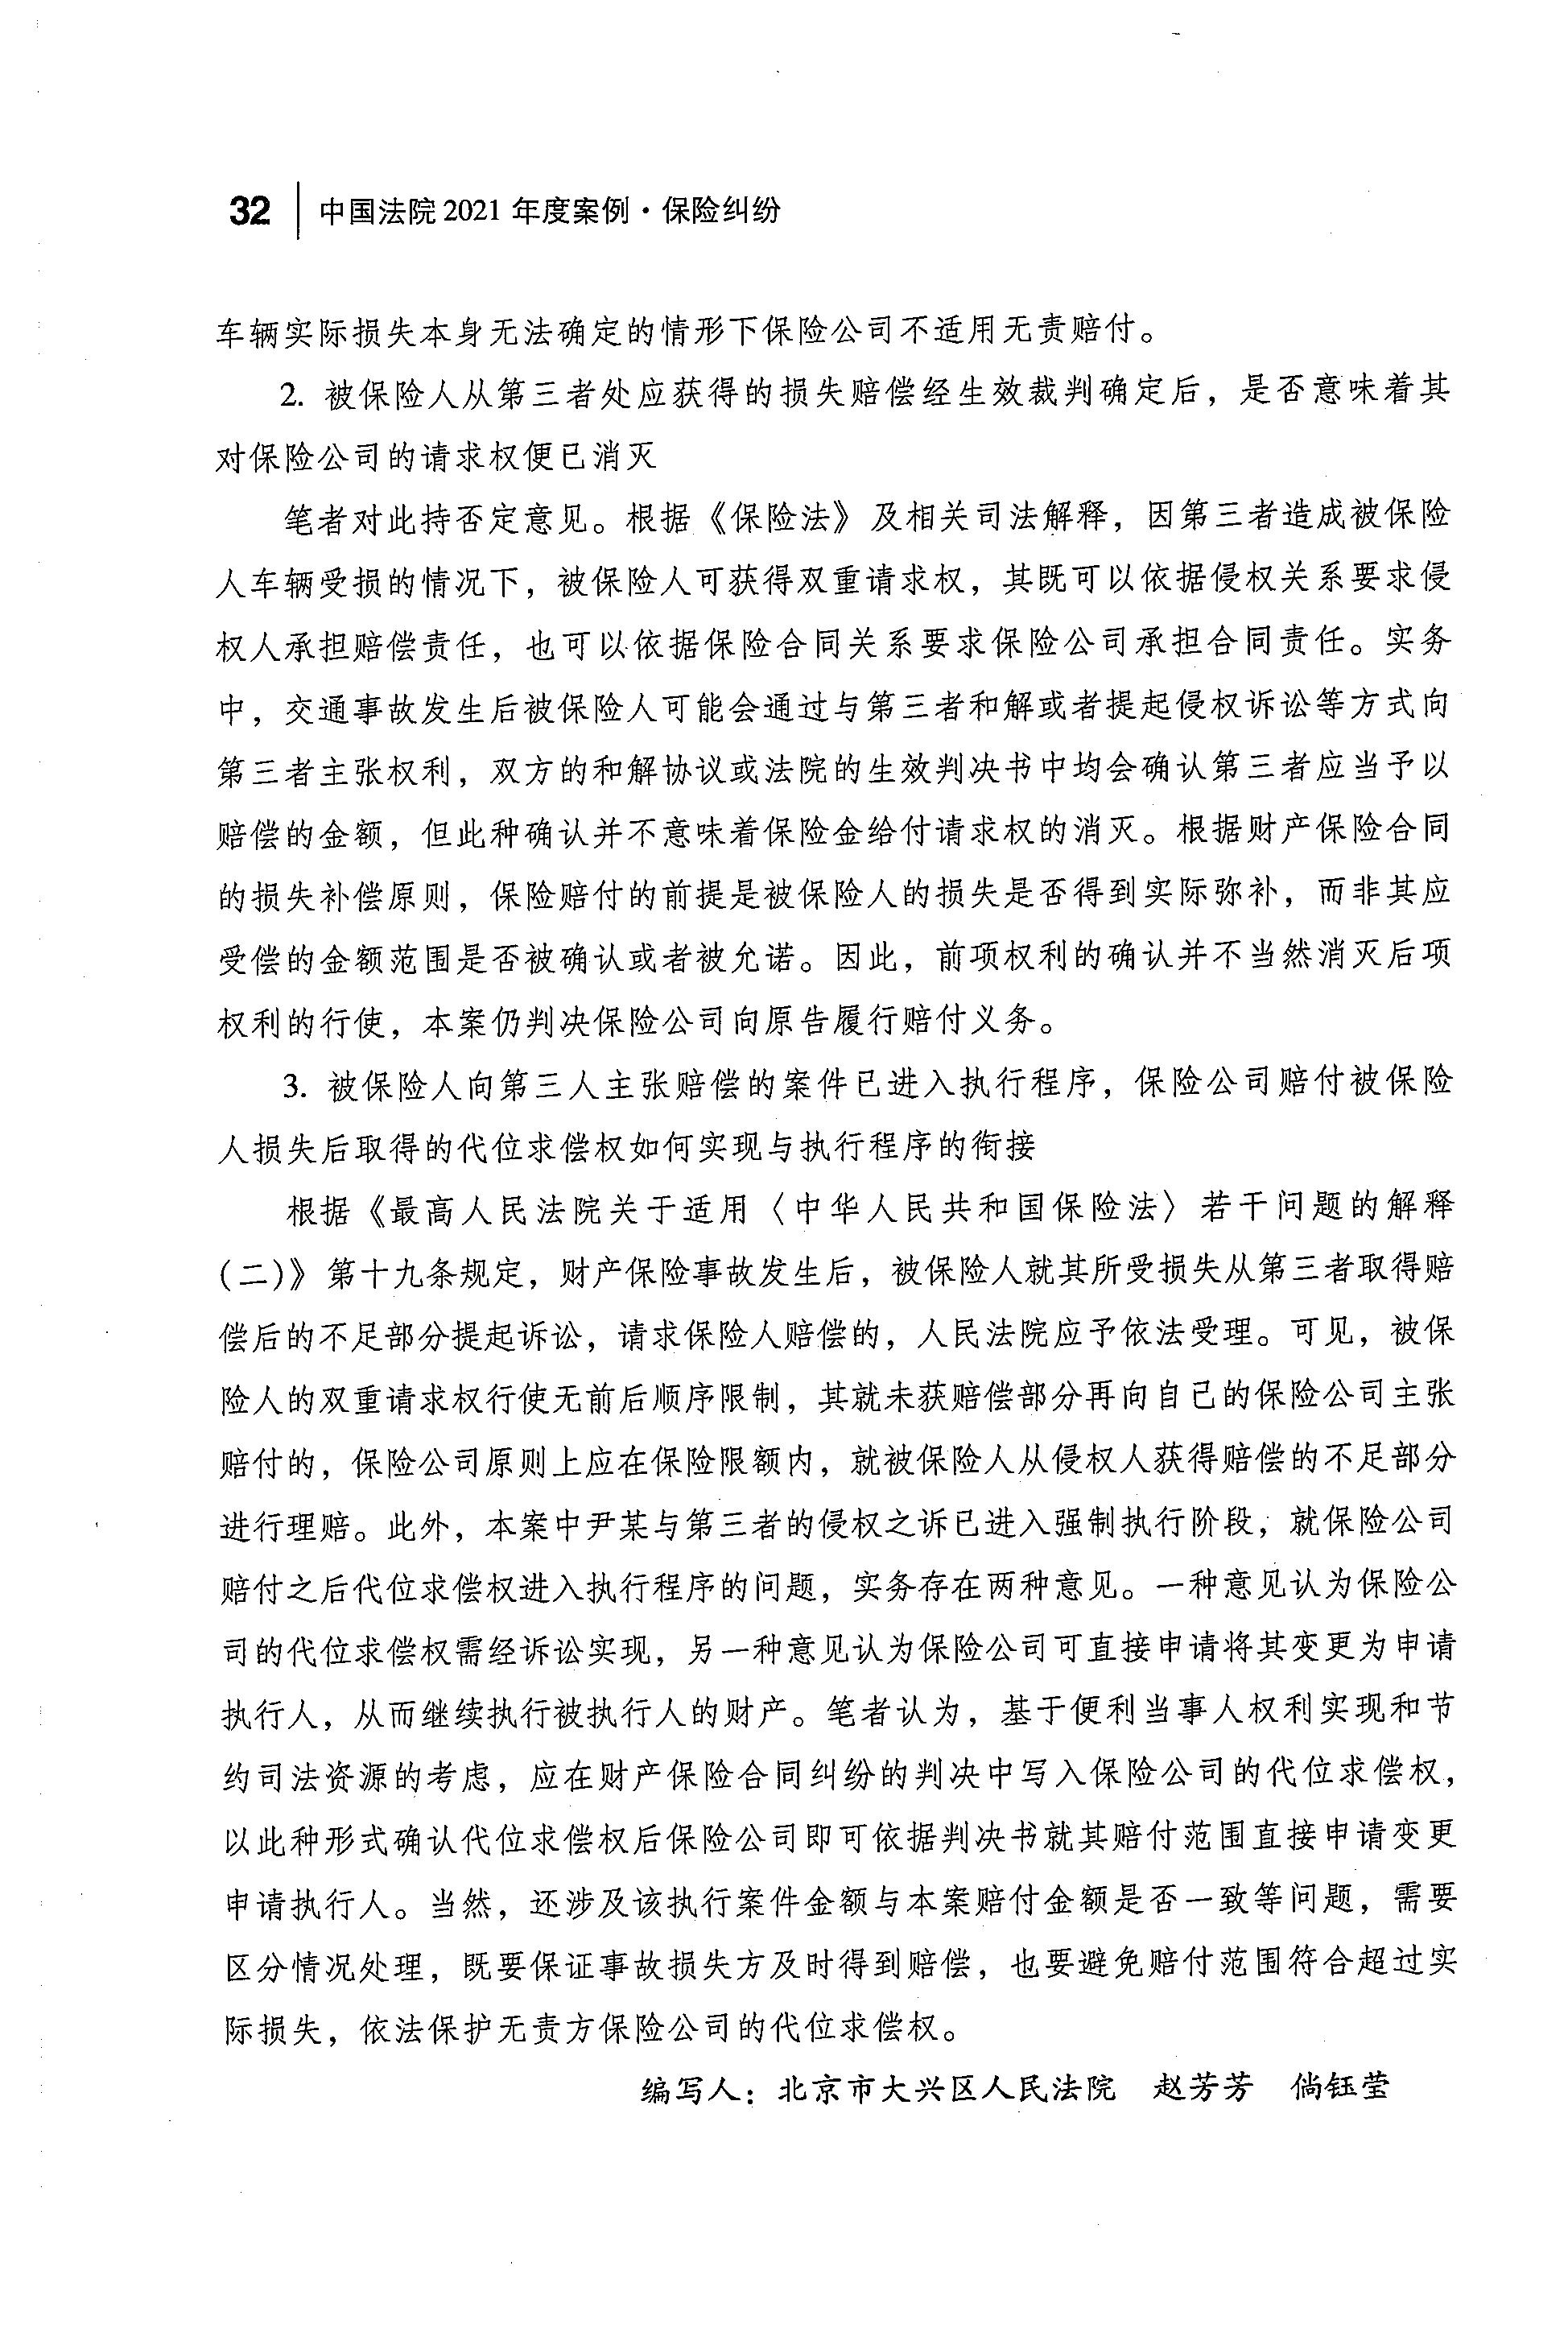 32 中国法院2021年度案例·保险纠纷
车辆实际损失本身无法确定的情形下保险公司不适用无责赔付。
2. 被保险人从第三者处应获得的损失赔偿经生效裁判确定后，是否意味着其
对保险公司的请求权便已消灭
笔者对此持否定意见。根据《保险法》及相关司法解释，因第三者造成被保险
人车辆受损的情况下，被保险人可获得双重请求权，其既可以依据侵权关系要求侵
权人承担赔偿责任，也可以依据保险合同关系要求保险公司承担合同责任。实务
中，交通事故发生后被保险人可能会通过与第三者和解或者提起侵权诉讼等方式向
第三者主张权利，双方的和解协议或法院的生效判决书中均会确认第三者应当予以
赔偿的金额，但此种确认并不意味着保险金给付请求权的消灭。根据财产保险合同
的损失补偿原则，保险赔付的前提是被保险人的损失是否得到实际弥补，而非其应
受偿的金额范围是否被确认或者被允诺。因此，前项权利的确认并不当然消灭后项
权利的行使，本案仍判决保险公司向原告履行赔付义务。
3. 被保险人向第三人主张赔偿的案件已进入执行程序，保险公司赔付被保险
人损失后取得的代位求偿权如何实现与执行程序的衔接
根据《最高人民法院关于适用〈中华人民共和国保险法〉若干问题的解释
(二)》第十九条规定，财产保险事故发生后，被保险人就其所受损失从第三者取得赔
偿后的不足部分提起诉讼，请求保险人赔偿的，人民法院应予依法受理。可见，被保
险人的双重请求权行使无前后顺序限制，其就未获赔偿部分再向自己的保险公司主张
赔付的，保险公司原则上应在保险限额内，就被保险人从侵权人获得赔偿的不足部分
进行理赔。此外，本案中尹某与第三者的侵权之诉已进入强制执行阶段，就保险公司
赔付之后代位求偿权进入执行程序的问题，实务存在两种意见。一种意见认为保险公
司的代位求偿权需经诉讼实现，另一种意见认为保险公司可直接申请将其变更为申请
执行人，从而继续执行被执行人的财产。笔者认为，基于便利当事人权利实现和节
约司法资源的考虑，应在财产保险合同纠纷的判决中写入保险公司的代位求偿权，
以此种形式确认代位求偿权后保险公司即可依据判决书就其赔付范围直接申请变更
申请执行人。当然，还涉及该执行案件金额与本案赔付金额是否一致等问题，需要
区分情况处理，既要保证事故损失方及时得到赔偿，也要避免赔付范围符合超过实
际损失，依法保护无责方保险公司的代位求偿权。
编写人：北京市大兴区人民法院 赵芳芳 倘钰莹